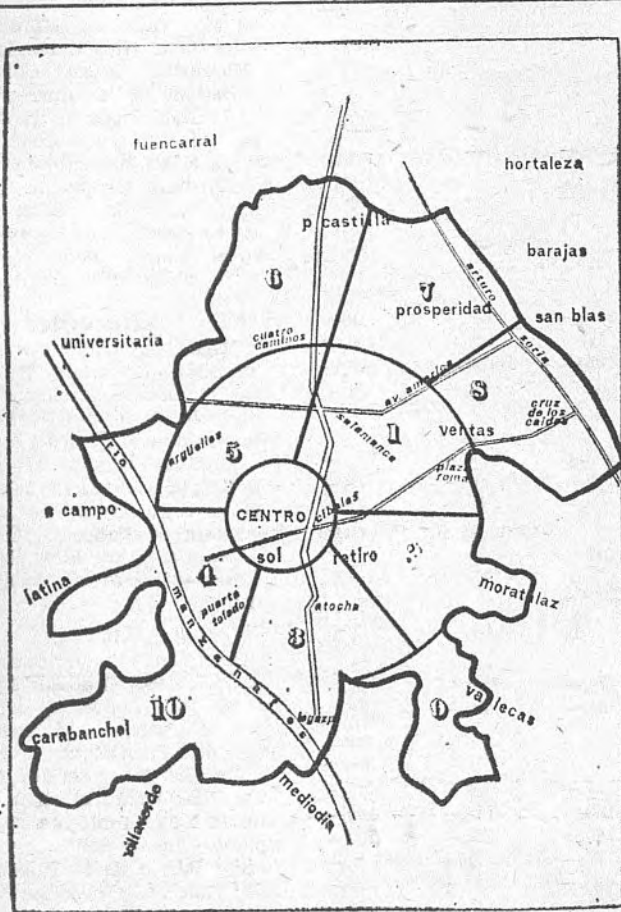 fuencarral
hortaleza
p. castilla
barajas
6
arturo
7
prosperidad
san blas
universitaria
cuatro
caminos
soria
av. america
8
cruz
de los
caidos
salamanca
1
ventas
arguelles
5
plaza
roma
rio
CENTRO
cibeles
campo
sol
retiro
4
latina
puerta
toledo
manzanares
atocha
moratalaz
3
10
9
vallecas
legazpi
carabanchel
villaverde
mediodia